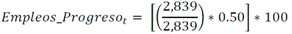 Empleos_Progreso_t = [(2,839 / 2,839) * 0.50] * 100